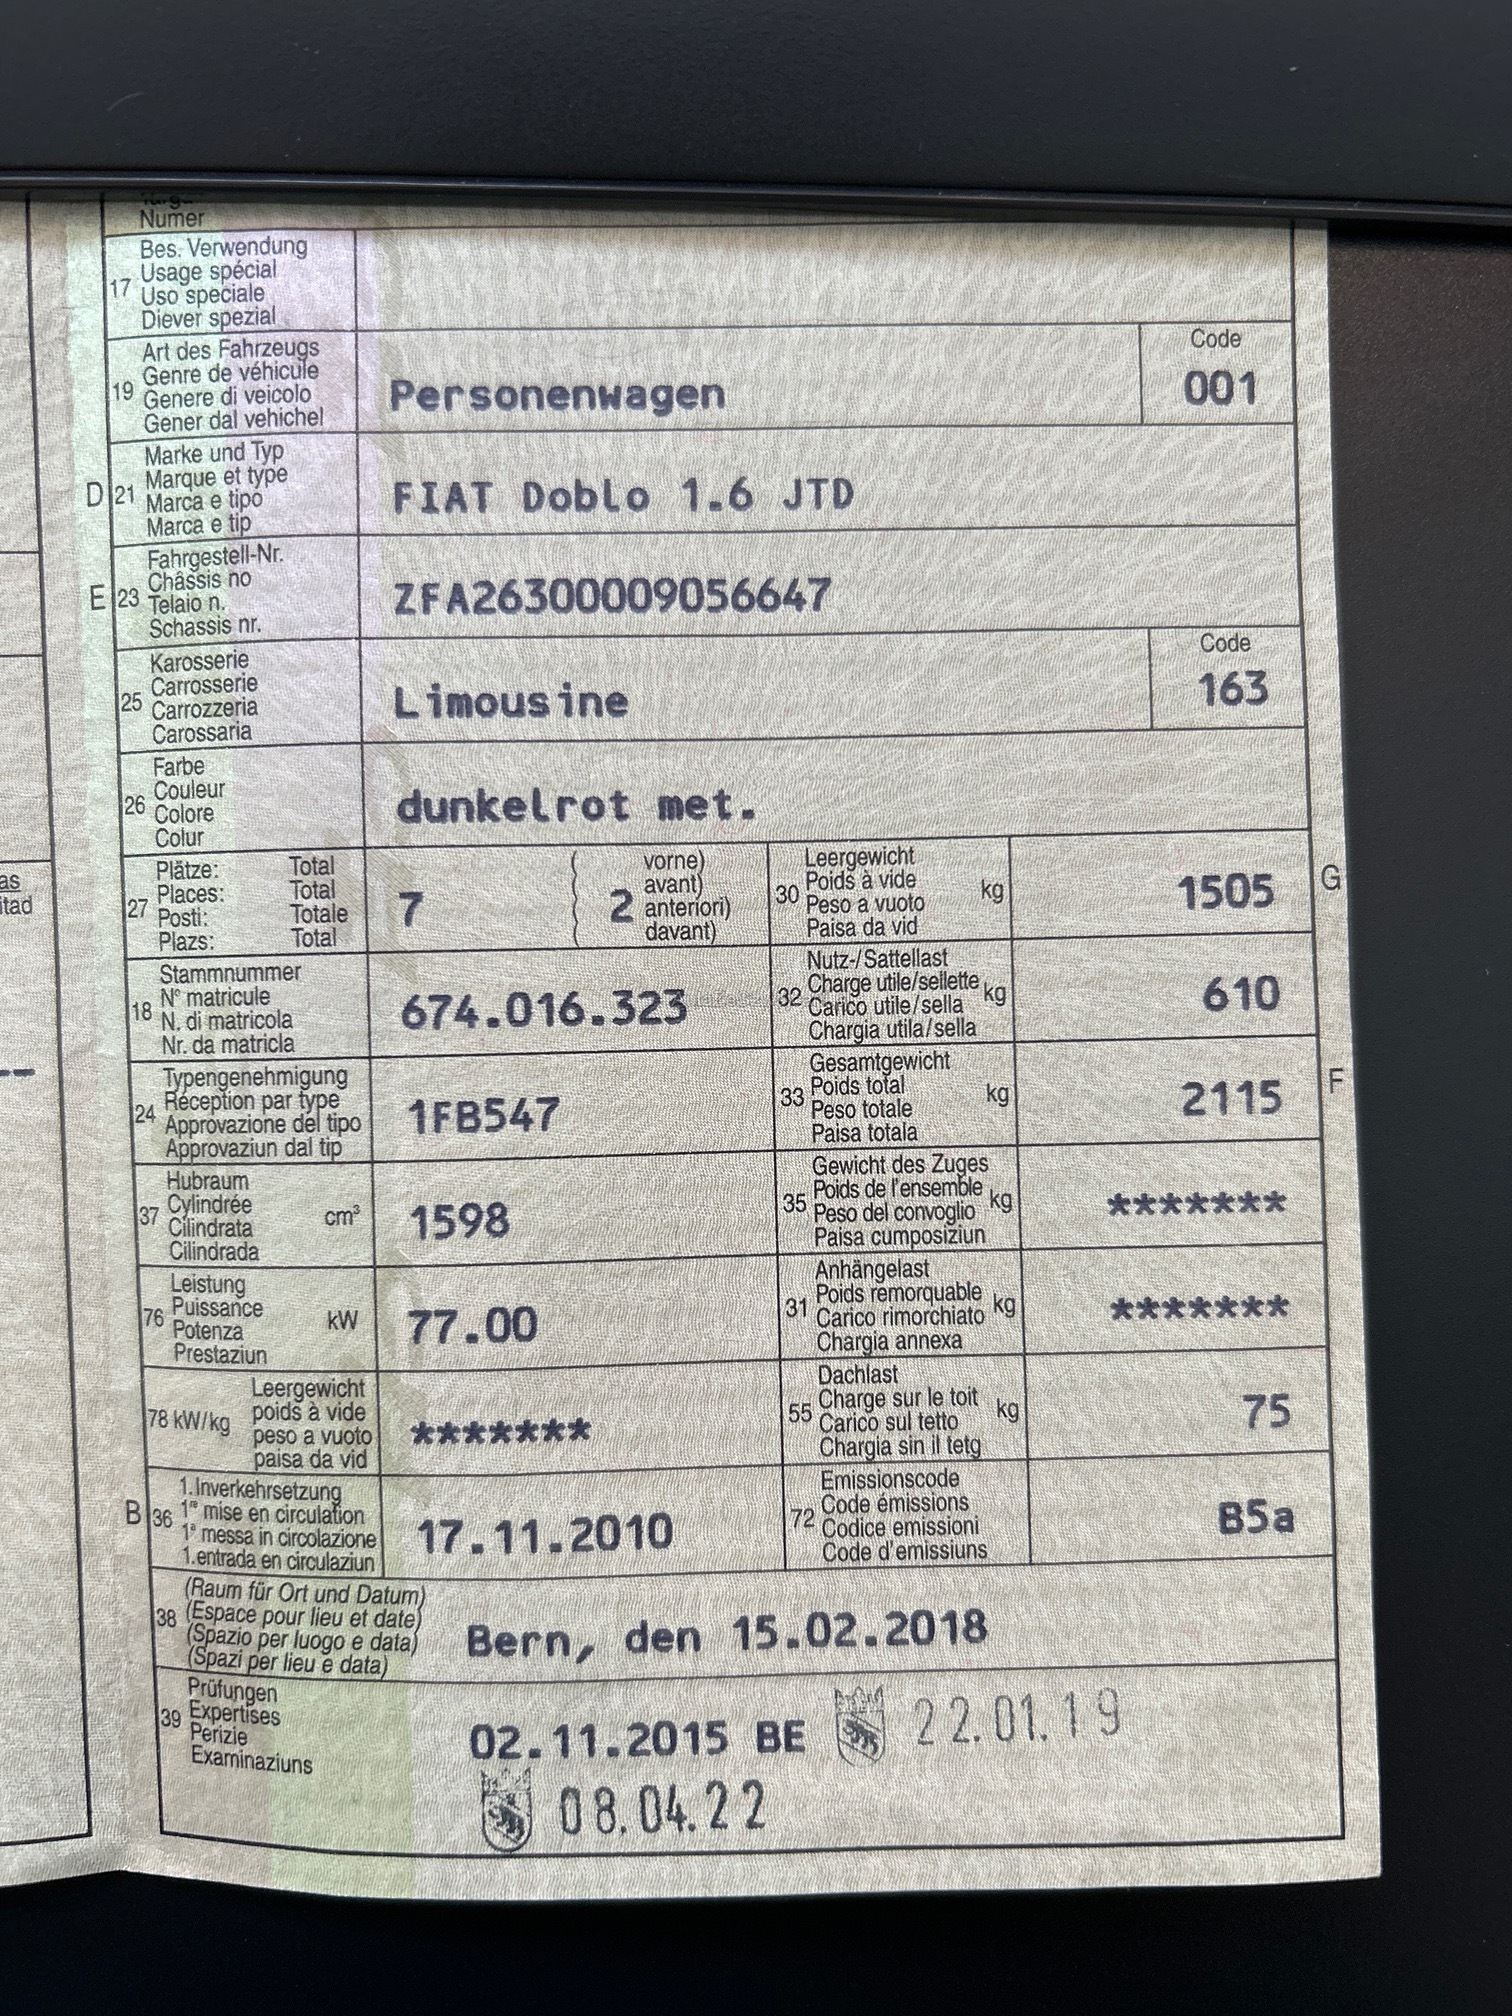 Numer
17
Bes. Verwendung
Usage spécial
Uso speciale
Diever spezial
19
Art des Fahrzeugs
Genre de véhicule
Genere di veicolo
Gener dal vehichel
Personenwagen
Code
001
D
21
Marke und Typ
Marque et type
Marca e tipo
Marca e tip
FIAT Doblo 1.6 JTD
E
23
Fahrgestell-Nr.
Châssis no
Telaio n.
Schassis nr.
ZFA26300009056647
25
Karosserie
Carrosserie
Carrozzeria
Carossaria
Limousine
Code
163
26
Farbe
Couleur
Colore
Colur
dunkelrot met.
27
Plätze: Total
Places: Total
Posti: Totale
Plazs: Total
7
2
vorne)
avant)
anteriori)
davant)
30
Leergewicht
Poids à vide
Peso a vuoto
Paisa da vid
kg
1505
G
as
itad
18
Stammnummer
N° matricule
N. di matricola
Nr. da matricla
674.016.323
32
Nutz-/Sattellast
Charge utile/sellette
Carico utile/sella
Chargia utila/sella
kg
610
24
Typengenehmigung
Réception par type
Approvazione del tipo
Approvaziun dal tip
1FB547
33
Gesamtgewicht
Poids total
Peso totale
Paisa totala
kg
2115
F
--
37
Hubraum
Cylindrée
Cilindrata
Cilindrada
cm³
1598
35
Gewicht des Zuges
Poids de l'ensemble
Peso del convoglio
Paisa cumposiziun
kg
*******
76
Leistung
Puissance
Potenza
Prestaziun
kW
77.00
31
Anhängelast
Poids remorquable
Carico rimorchiato
Chargia annexa
kg
*******
78 kW/kg
Leergewicht
poids à vide
peso a vuoto
paisa da vid
*******
55
Dachlast
Charge sur le toit
Carico sul tetto
Chargia sin il tetg
kg
75
B
36
1.Inverkehrsetzung
1re mise en circulation
1a messa in circolazione
1.entrada en circulaziun
17.11.2010
72
Emissionscode
Code émissions
Codice emissioni
Code d'emissiuns
B5a
38
(Raum für Ort und Datum)
(Espace pour lieu et date)
(Spazio per luogo e data)
(Spazi per lieu e data)
Bern, den 15.02.2018
39
Prüfungen
Expertises
Perizie
Examinaziuns
02.11.2015 BE 22.01.19
08.04.22